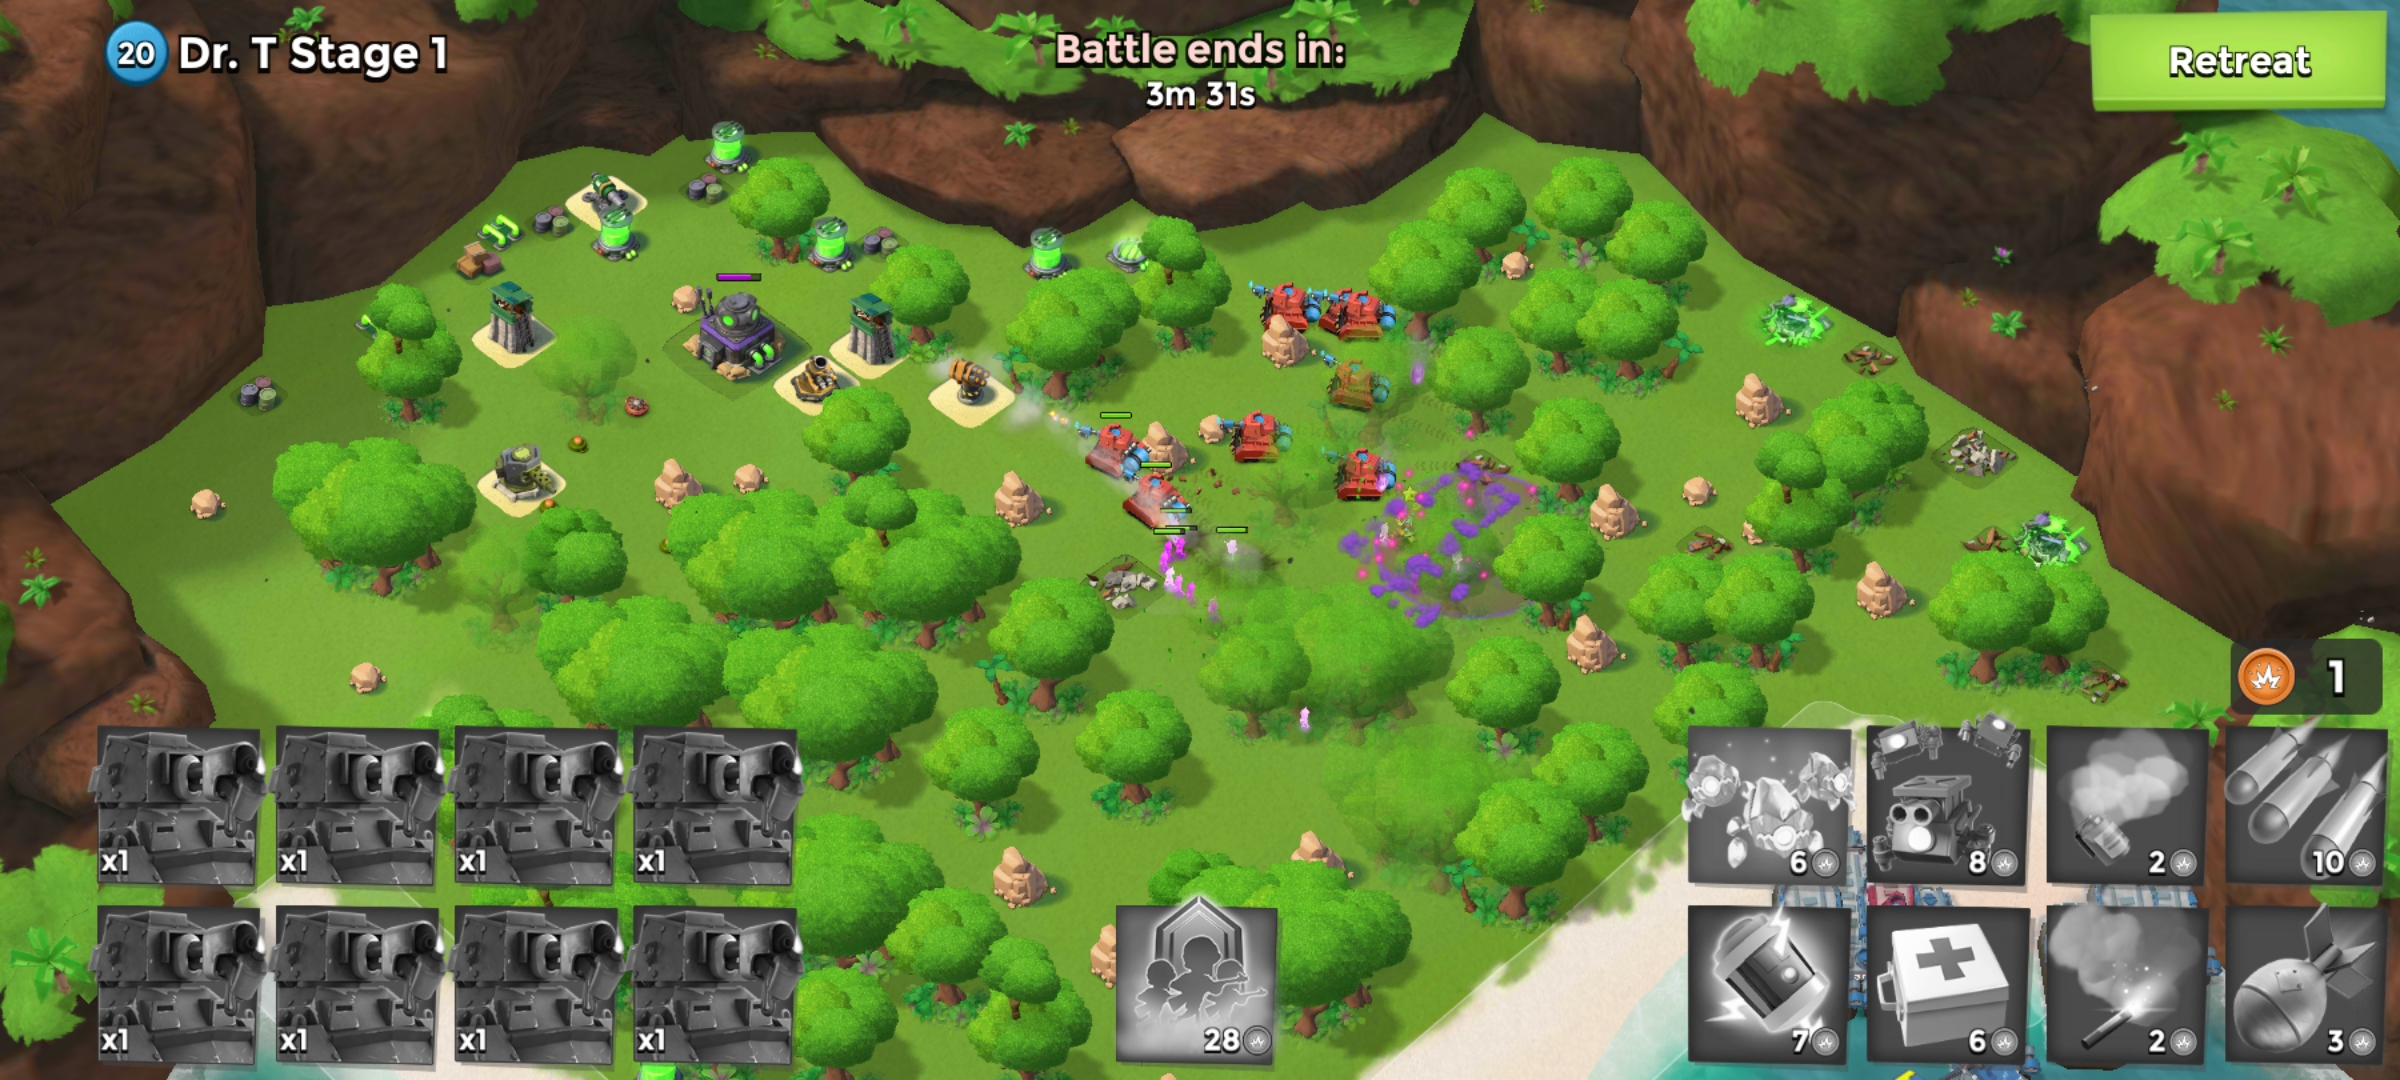 20 Dr. T Stage 1
Battle ends in:
3m 31s
Retreat
1
x1 x1 x1 x1
6 8 2 10
x1 x1 x1 x1
28
7 6 2 3